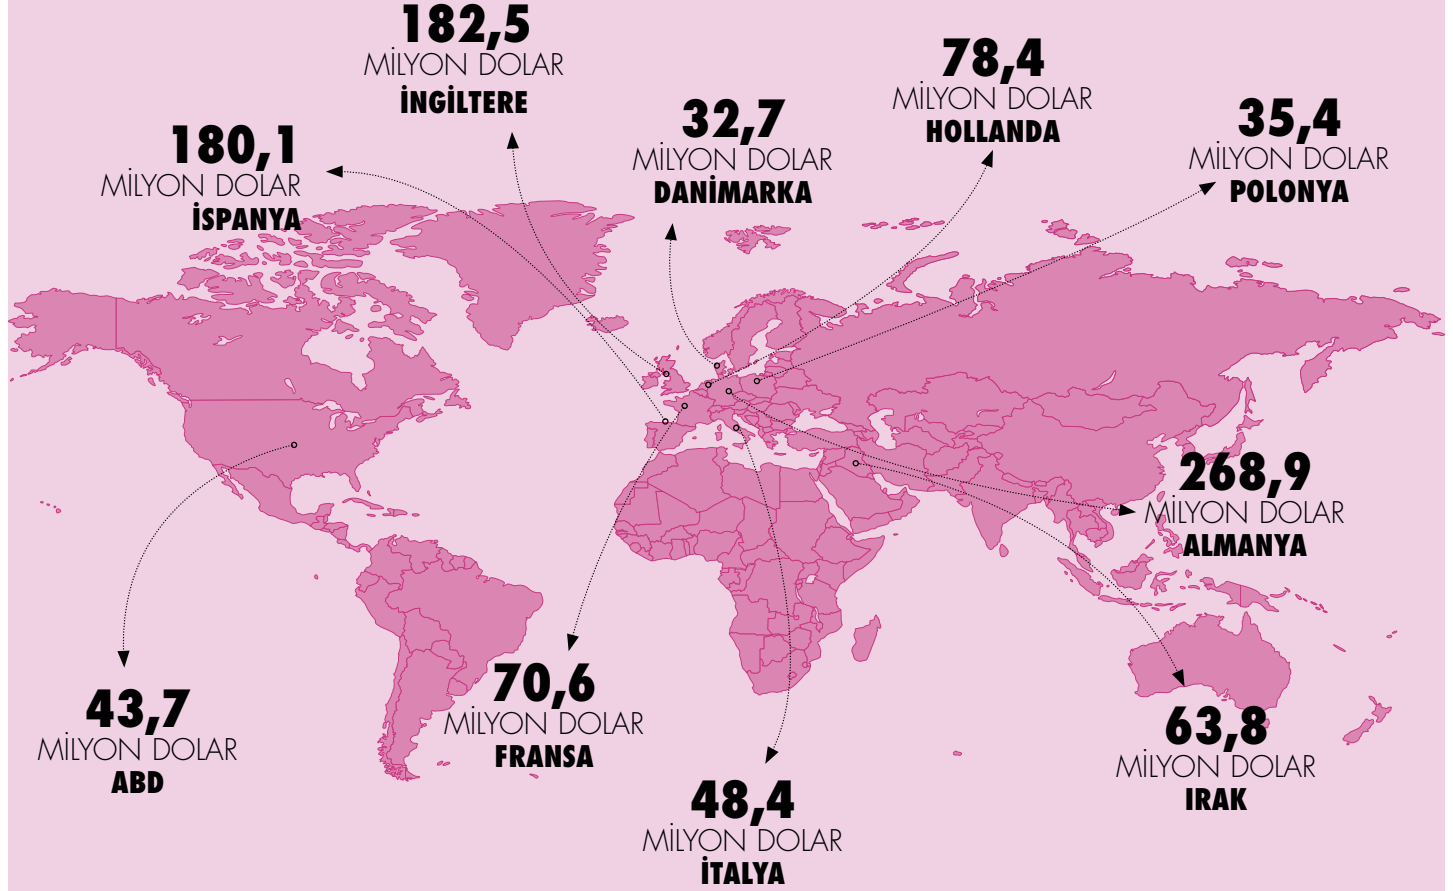 182,5
MİLYON DOLAR
İNGİLTERE
78,4
MİLYON DOLAR
HOLLANDA
32,7
MİLYON DOLAR
DANİMARKA
35,4
MİLYON DOLAR
POLONYA
180,1
MİLYON DOLAR
İSPANYA
268,9
MİLYON DOLAR
ALMANYA
43,7
MİLYON DOLAR
ABD
70,6
MİLYON DOLAR
FRANSA
63,8
MİLYON DOLAR
IRAK
48,4
MİLYON DOLAR
İTALYA